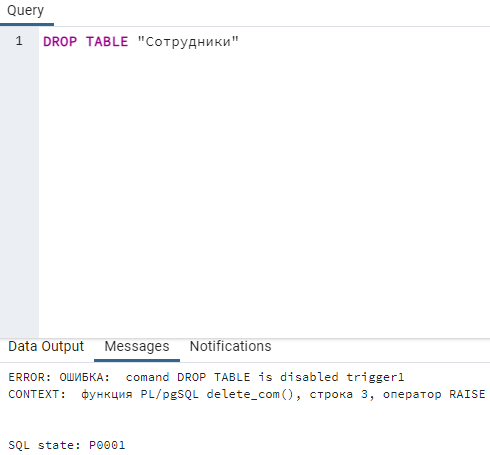 Query
1 DROP TABLE "Сотрудники"
Data Output Messages Notifications
ERROR: ОШИБКА: comand DROP TABLE is disabled trigger1
CONTEXT: функция PL/pgSQL delete_com(), строка 3, оператор RAISE
SQL state: P0001